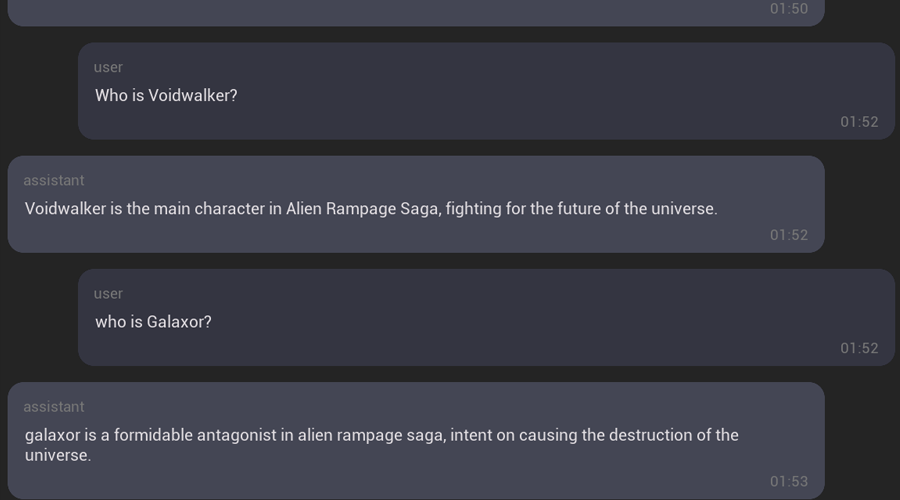 01:50
user
Who is Voidwalker?
01:52
assistant
Voidwalker is the main character in Alien Rampage Saga, fighting for the future of the universe.
01:52
user
who is Galaxor?
01:52
assistant
galaxor is a formidable antagonist in alien rampage saga, intent on causing the destruction of the
universe.
01:53